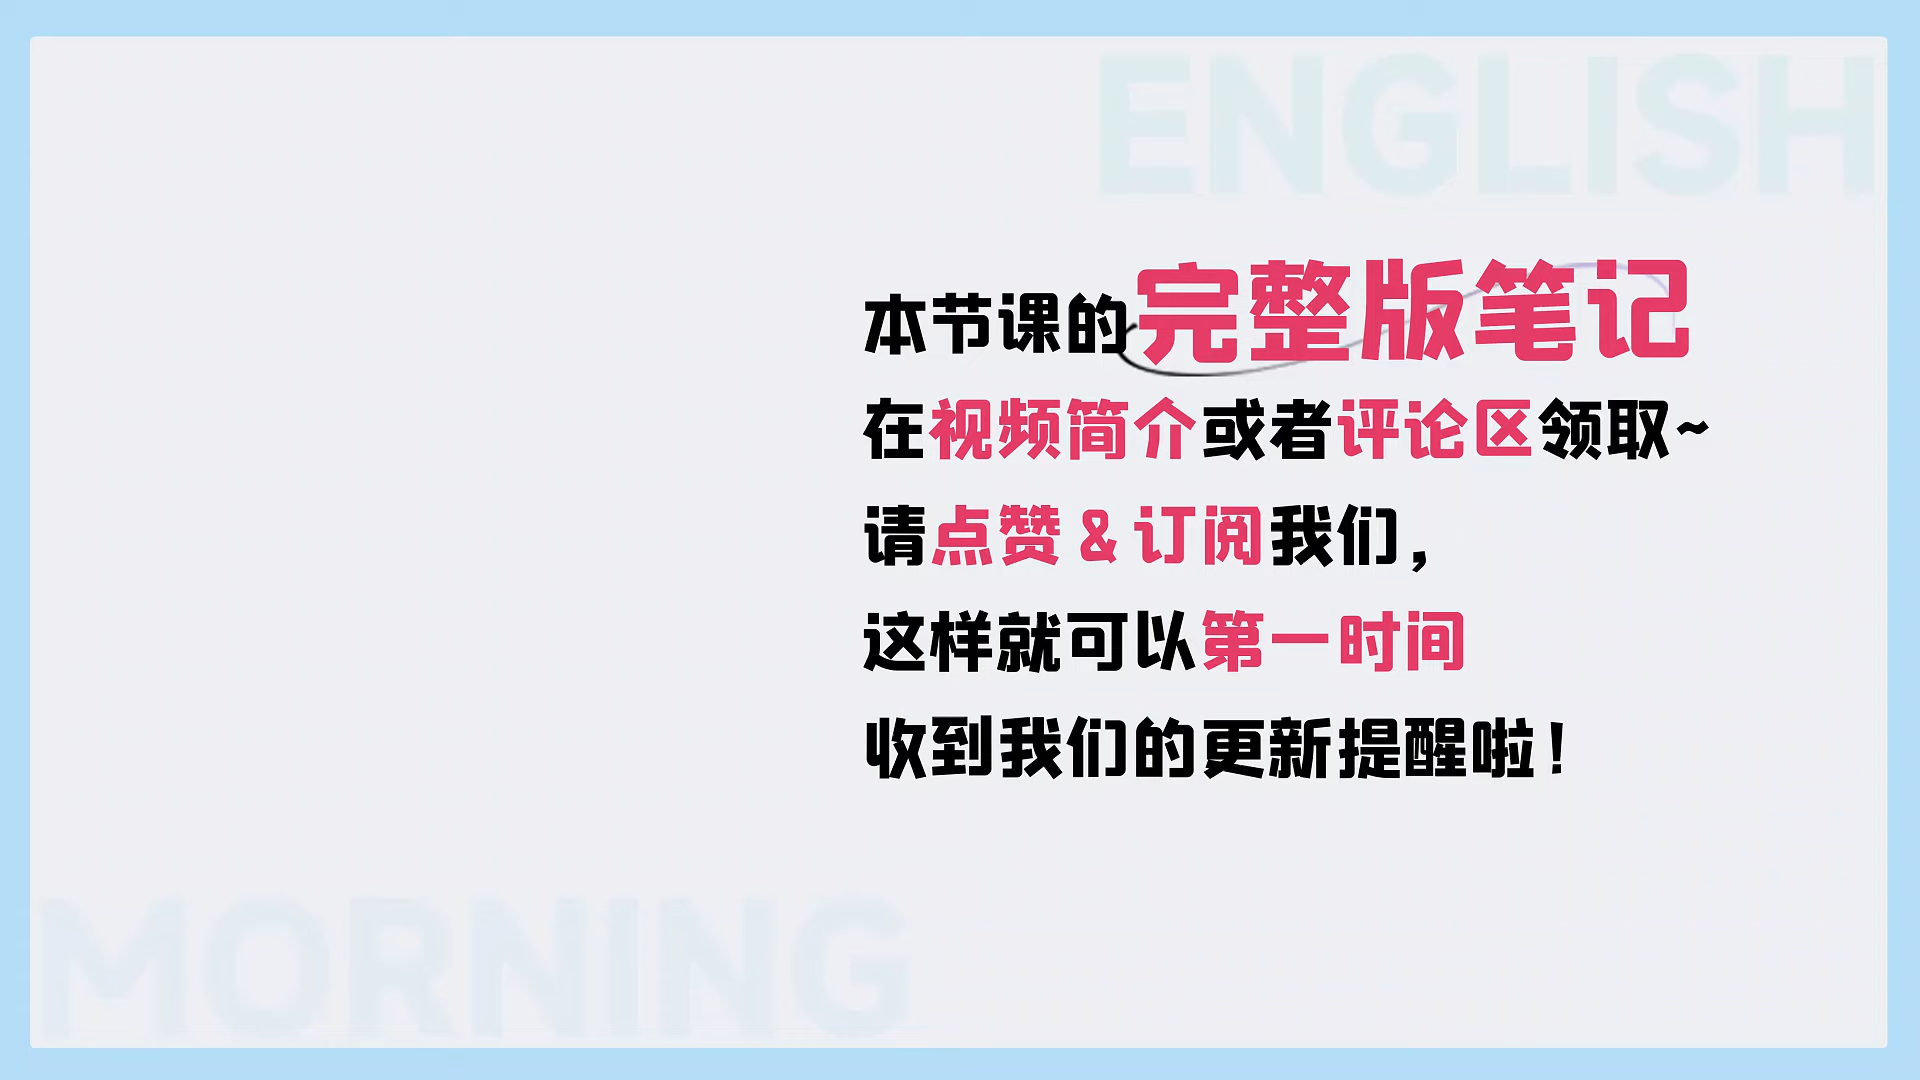 ENGLISH
本节课的完整版笔记
在视频简介或者评论区领取~
请点赞&订阅我们，
这样就可以第一时间
收到我们的更新提醒啦！
MORNING